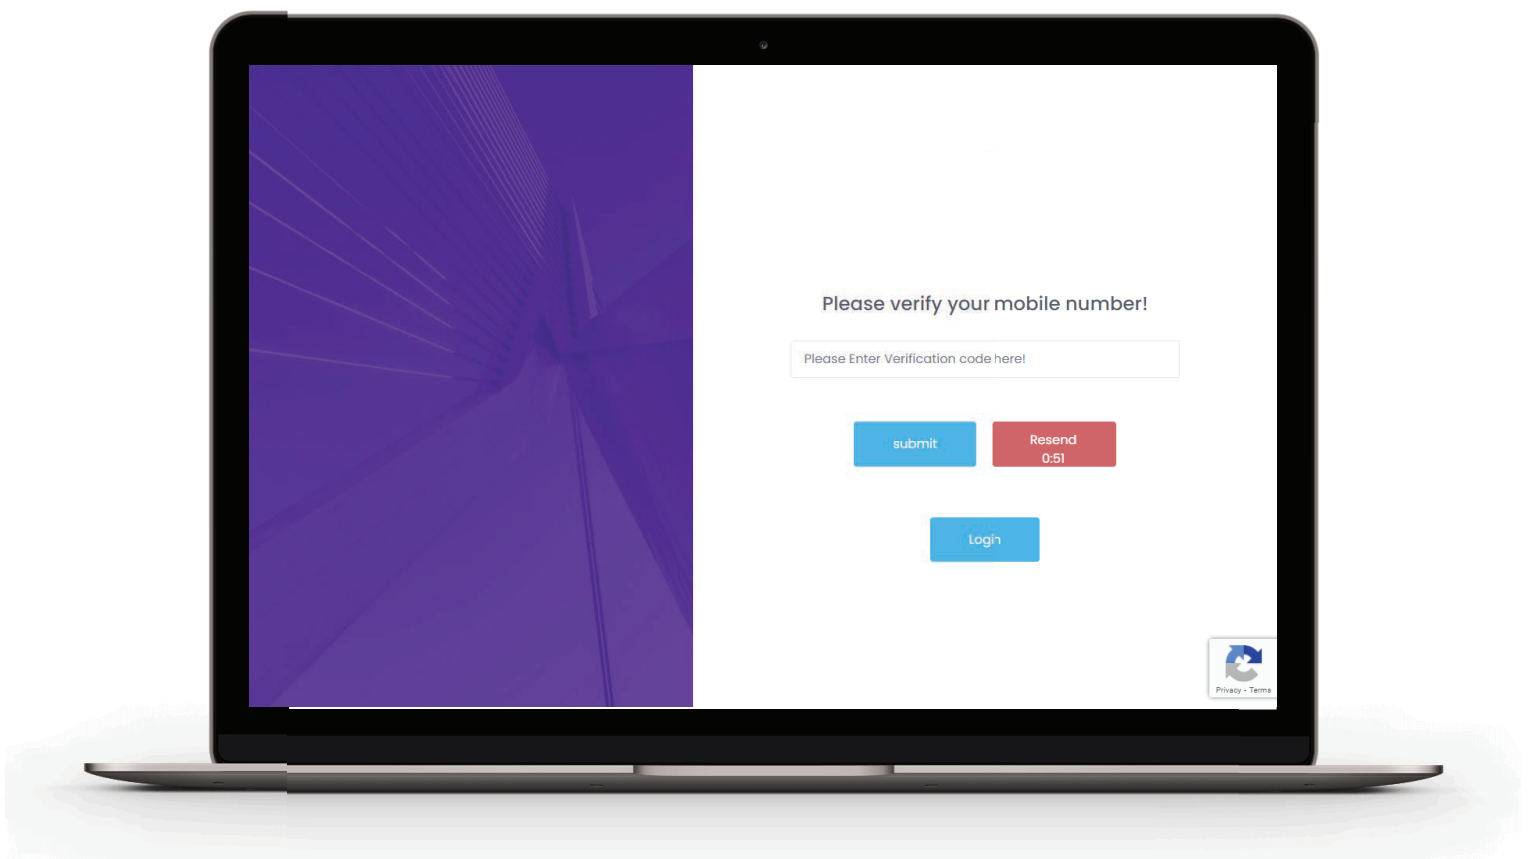 Please verify your mobile number!
Please Enter Verification code here!
submit
Resend
0:51
Login
Privacy - Terms